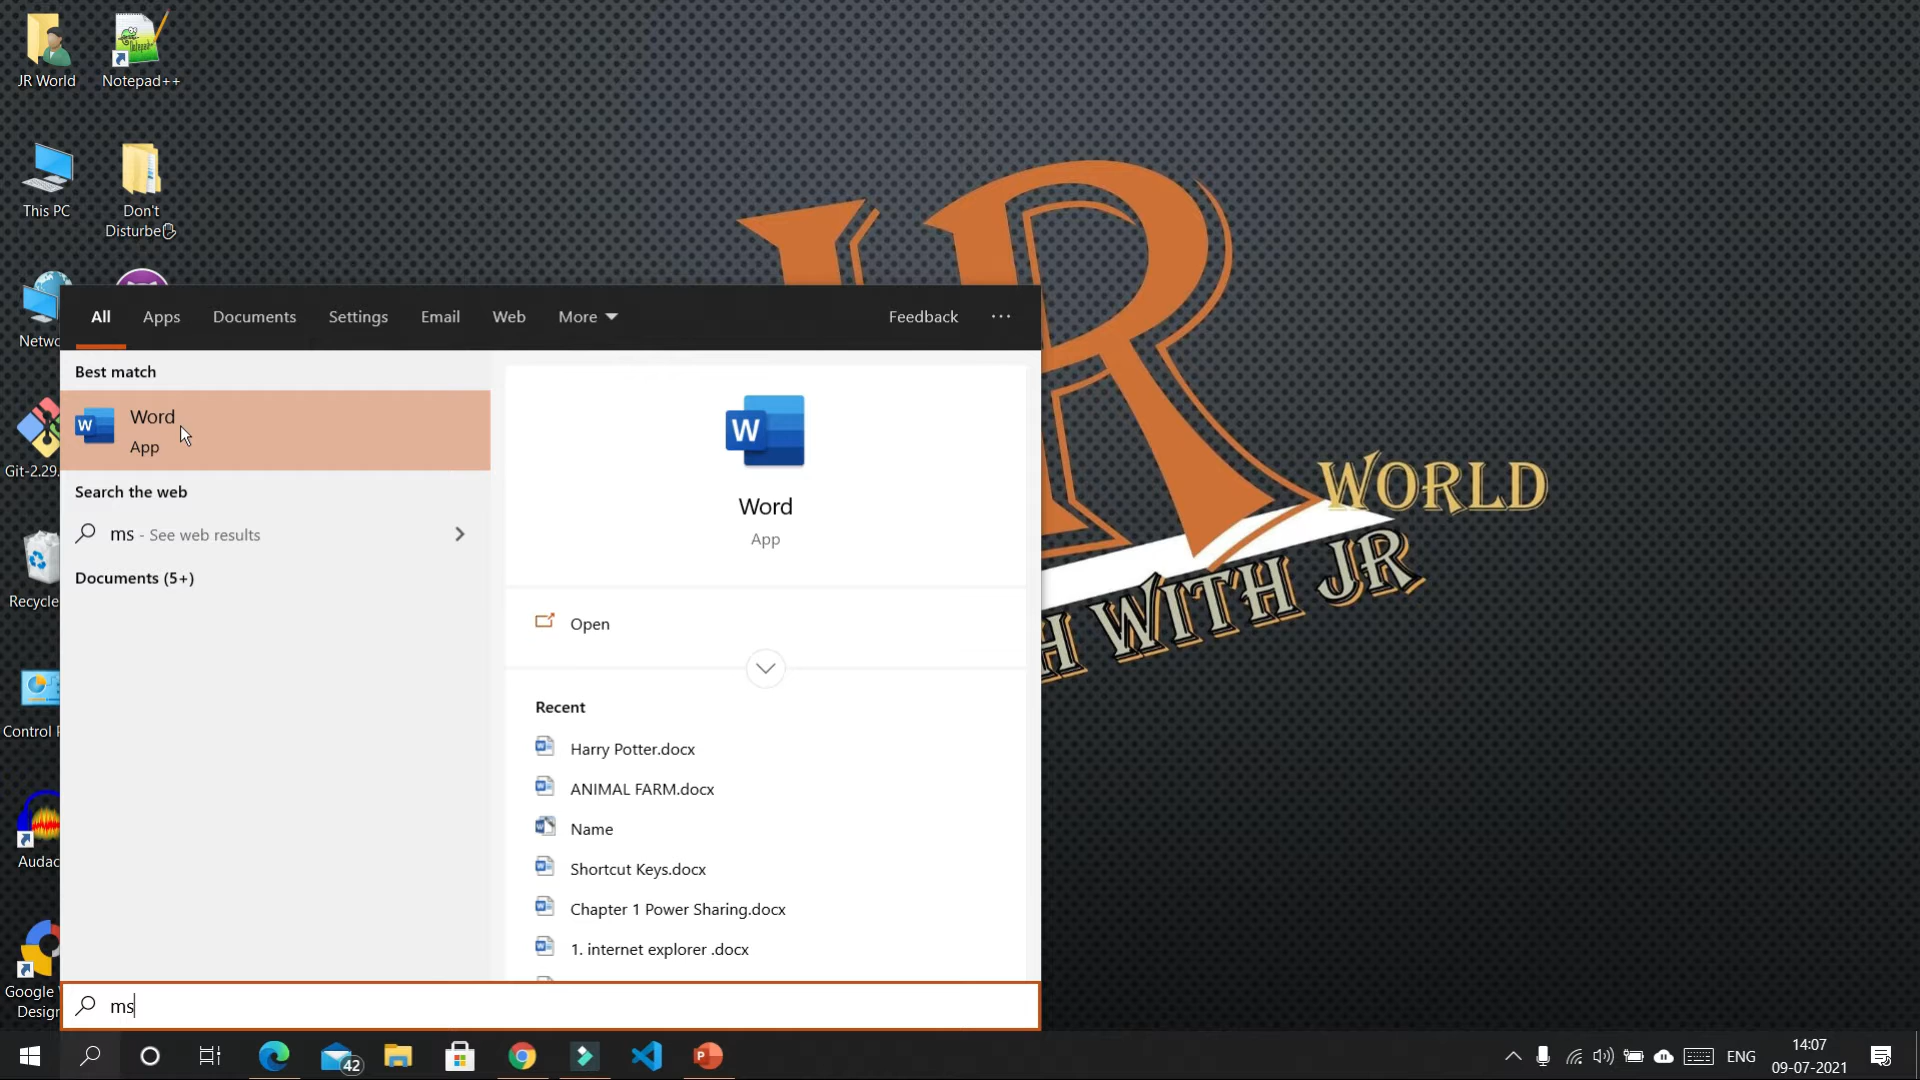 JR World
Notepad++
This PC
Don't
Disturbe
Netwo
Git-2.29.
Recycle
Control
Audac
Google
Design
R
WORLD
H WITH JR
All
Apps
Documents
Settings
Email
Web
More
Feedback
Best match
Word
App
Search the web
ms - See web results
Documents (5+)
W
Word
App
Open
Recent
Harry Potter.docx
ANIMAL FARM.docx
Name
Shortcut Keys.docx
Chapter 1 Power Sharing.docx
1. internet explorer .docx
ms
42
ENG
14:07
09-07-2021